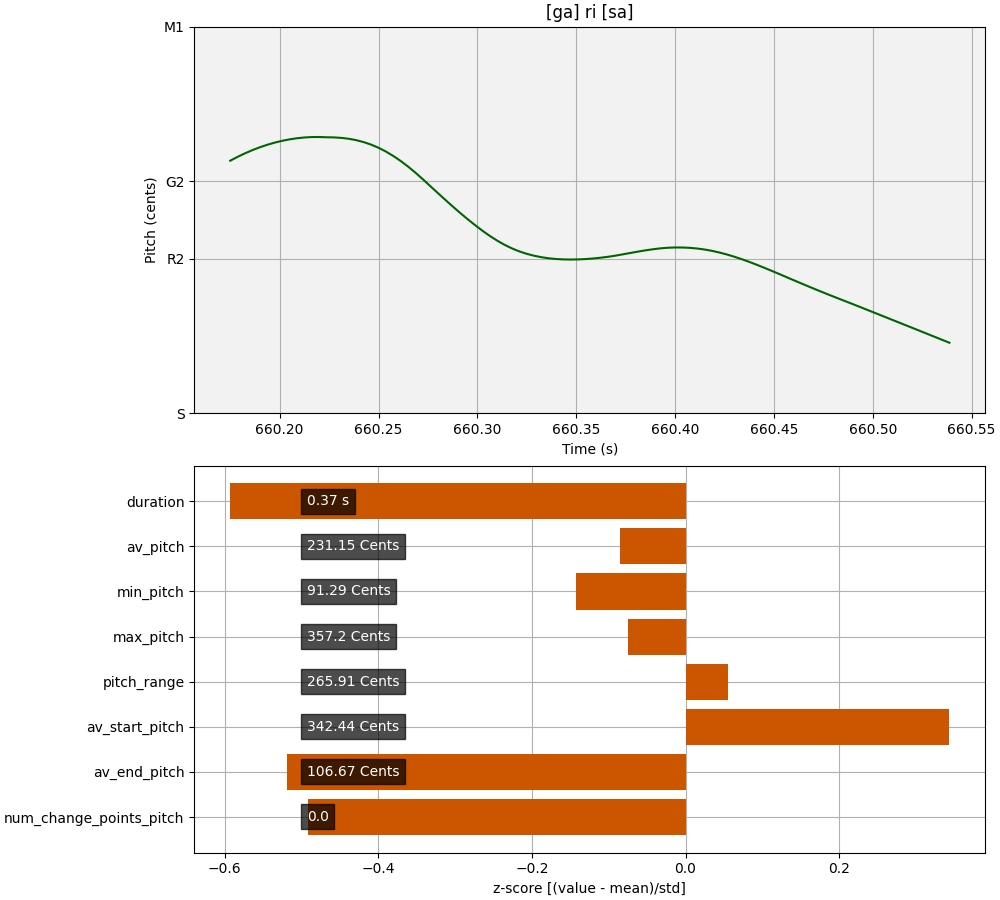 [ga] ri [sa]
M1
G2
R2
S
Pitch (cents)
660.20 660.25 660.30 660.35 660.40 660.45 660.50 660.55
Time (s)
duration 0.37 s
av_pitch 231.15 Cents
min_pitch 91.29 Cents
max_pitch 357.2 Cents
pitch_range 265.91 Cents
av_start_pitch 342.44 Cents
av_end_pitch 106.67 Cents
num_change_points_pitch 0.0
−0.6 −0.4 −0.2 0.0 0.2
z-score [(value - mean)/std]